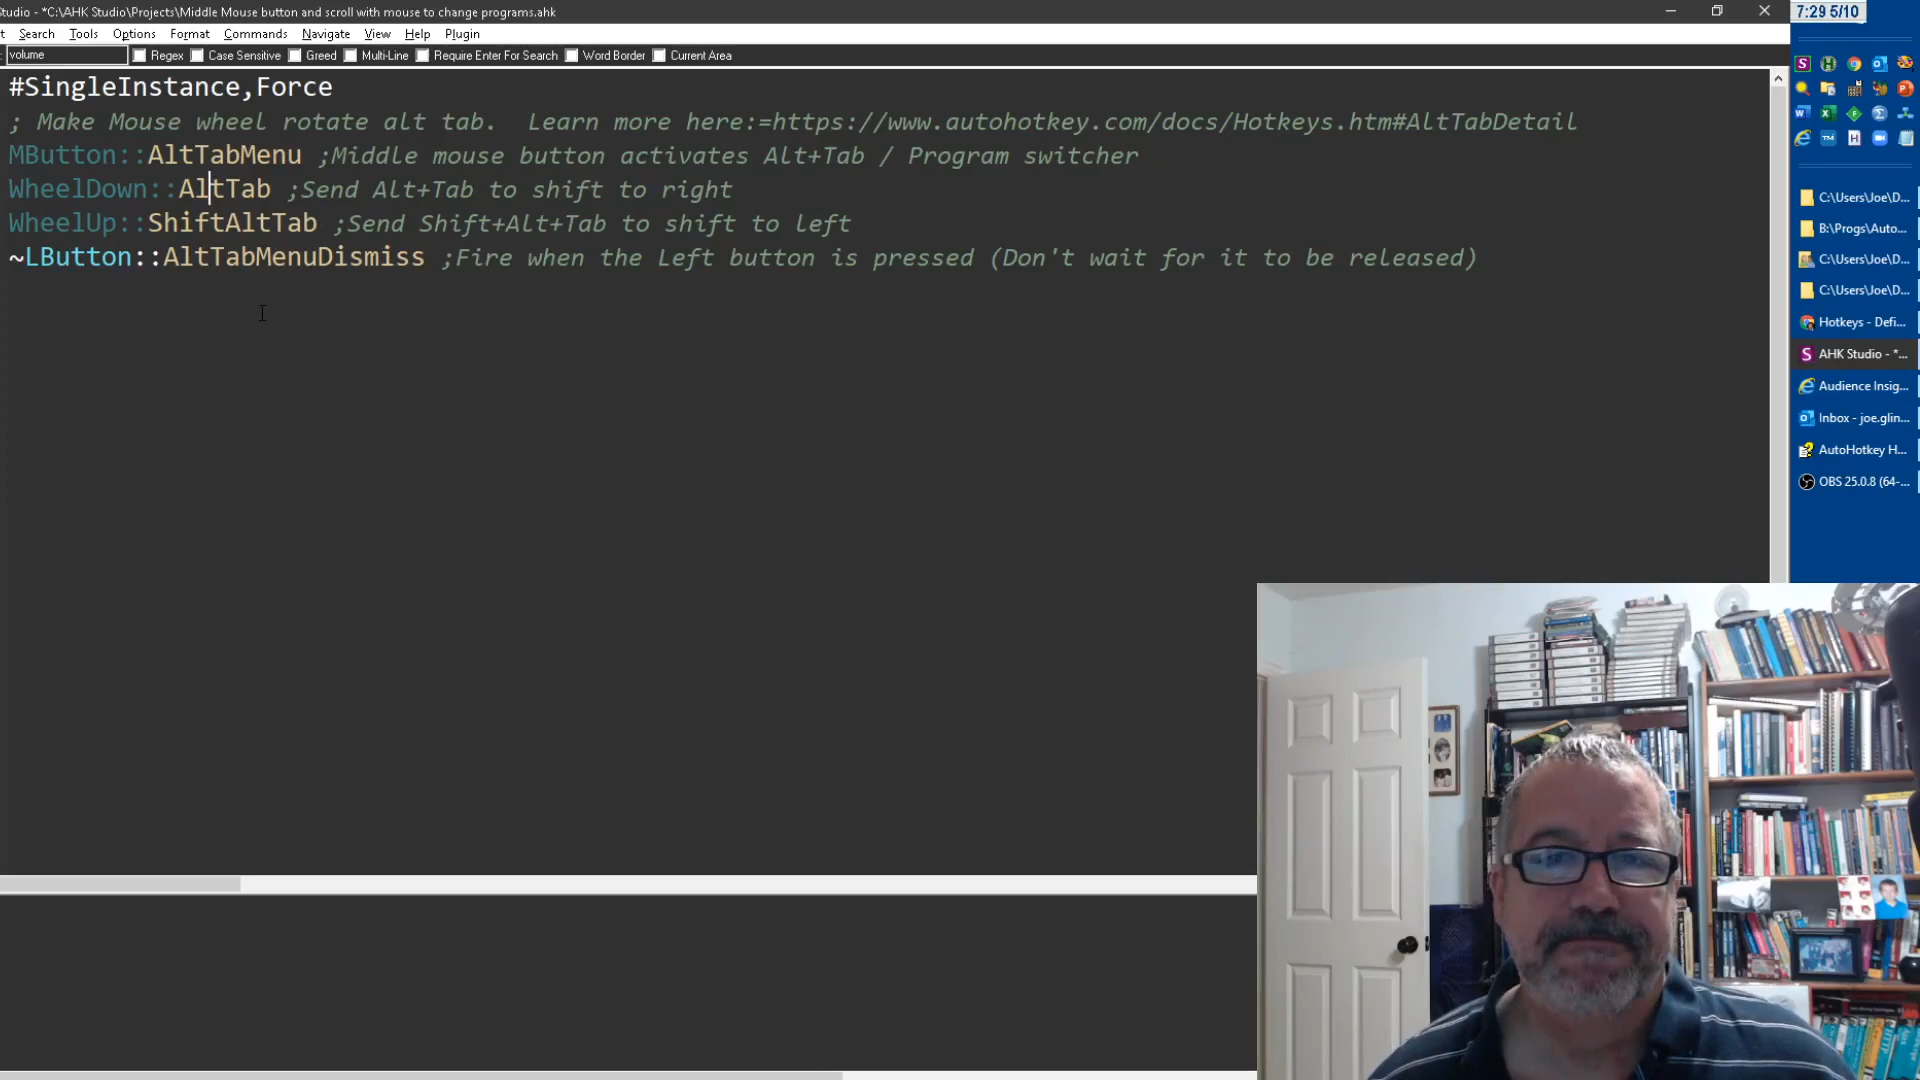 Studio - *C:\AHK Studio\Projects\Middle Mouse button and scroll with mouse to change programs.ahk
7:29 5/10
t Search Tools Options Format Commands Navigate View Help Plugin
volume Regex Case Sensitive Greed Multi-Line Require Enter For Search Word Border Current Area
#SingleInstance,Force
; Make Mouse wheel rotate alt tab.  Learn more here:=https://www.autohotkey.com/docs/Hotkeys.htm#AltTabDetail
MButton::AltTabMenu ;Middle mouse button activates Alt+Tab / Program switcher
WheelDown::AltTab ;Send Alt+Tab to shift to right
WheelUp::ShiftAltTab ;Send Shift+Alt+Tab to shift to left
~LButton::AltTabMenuDismiss ;Fire when the Left button is pressed (Don't wait for it to be released)
C:\Users\Joe\D...
B:\Progs\Auto...
C:\Users\Joe\D...
C:\Users\Joe\D...
Hotkeys - Defi...
S AHK Studio - *...
Audience Insig...
Inbox - joe.glin...
AutoHotkey H...
OBS 25.0.8 (64-...